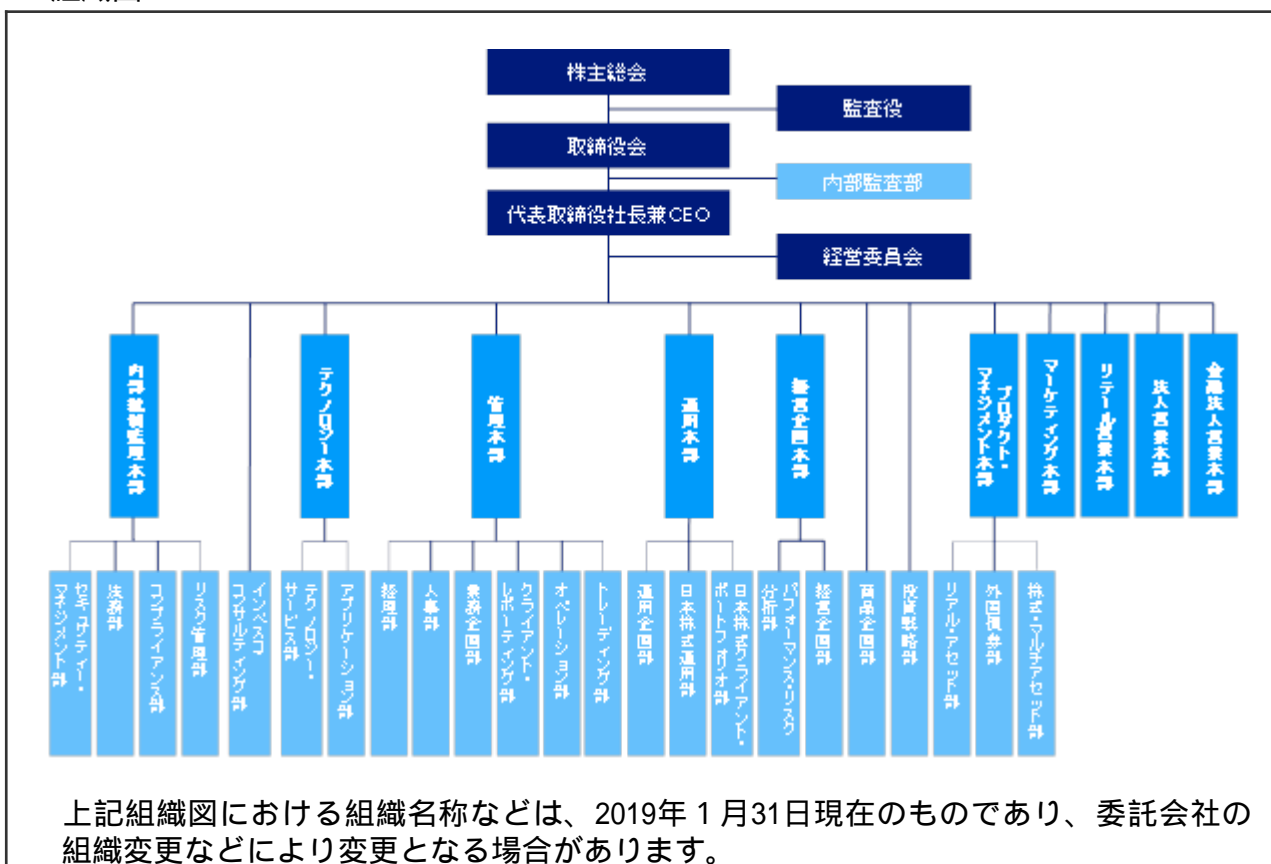 株主総会
監査役
取締役会
内部監査部
代表取締役社長兼CEO
経営委員会
内部統制監理本部
テクノロジー本部
管理本部
運用本部
経営企画本部
プロダクト・
マネジメント本部
マーケティング本部
リテール営業本部
法人営業本部
金融法人営業本部
セキュリティー・
マネジメント部
法務部
コンプライアンス部
リスク管理部
インベスコ
コンサルティング部
テクノロジー・
サービス部
アプリケーション部
経理部
人事部
業務企画部
クライアント・
レポーティング部
オペレーション部
トレーディング部
運用企画部
日本株式運用部
日本株式クライアント・
ポートフォリオ部
パフォーマンス・リスク
分析部
経営企画部
商品企画部
投資戦略部
リアル・アセット部
外国債券部
株式・マルチアセット部
上記組織図における組織名称などは、2019年1月31日現在のものであり、委託会社の
組織変更などにより変更となる場合があります。